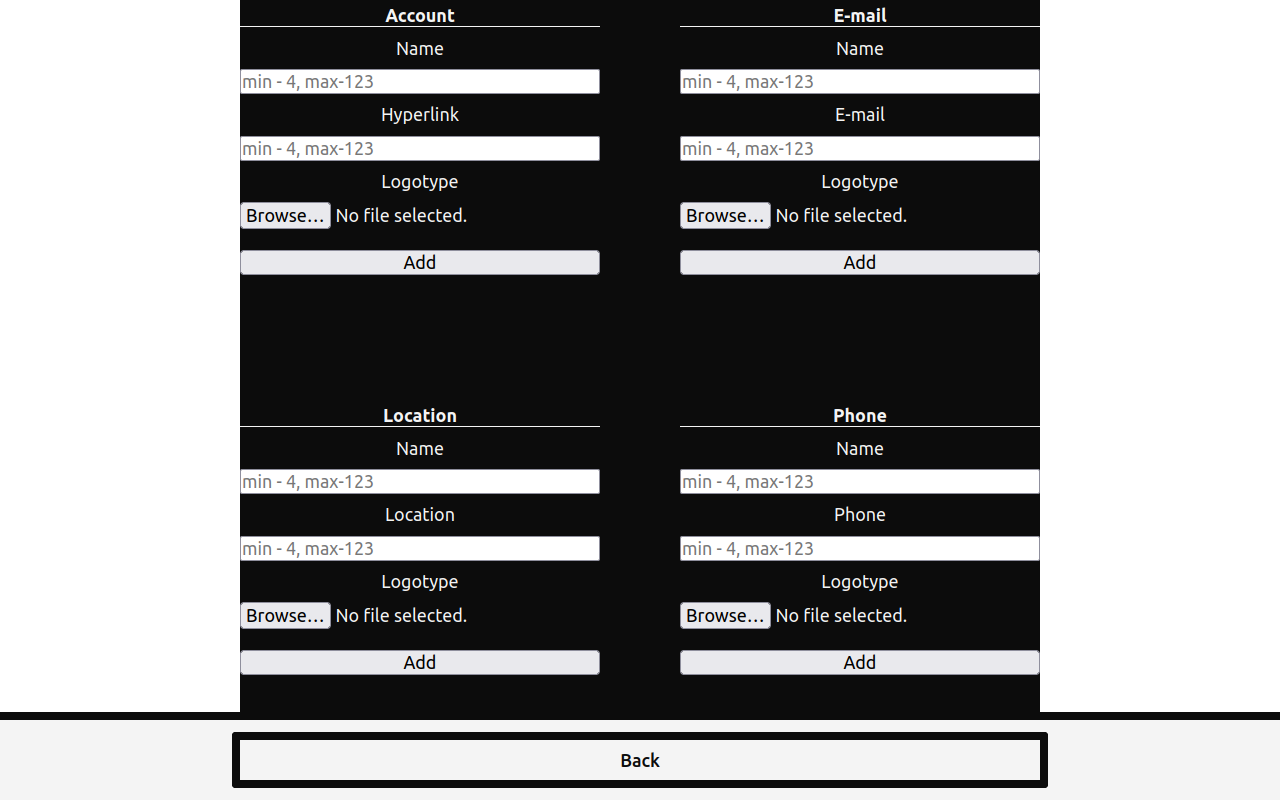 Account
Name
min - 4, max-123
Hyperlink
min - 4, max-123
Logotype
Browse... No file selected.
Add
E-mail
Name
min - 4, max-123
E-mail
min - 4, max-123
Logotype
Browse... No file selected.
Add
Location
Name
min - 4, max-123
Location
min - 4, max-123
Logotype
Browse... No file selected.
Add
Phone
Name
min - 4, max-123
Phone
min - 4, max-123
Logotype
Browse... No file selected.
Add
Back